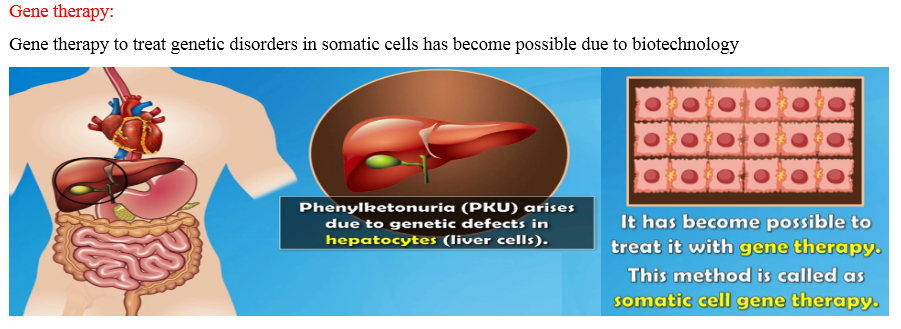 Gene therapy:
Gene therapy to treat genetic disorders in somatic cells has become possible due to biotechnology
Phenylketonuria (PKU) arises
due to genetic defects in
hepatocytes (liver cells).
It has become possible to
treat it with gene therapy.
This method is called as
somatic cell gene therapy.